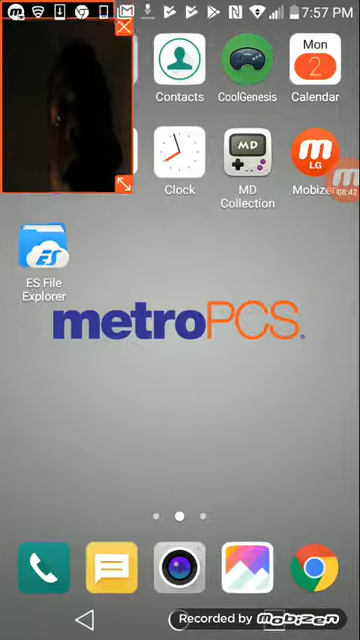 7:57 PM
Contacts
CoolGenesis
Mon
2
Calendar
Clock
MD
MD
Collection
LG
Mobizen
08:42
ES
ES File
Explorer
metroPCS.
Recorded by mobizen